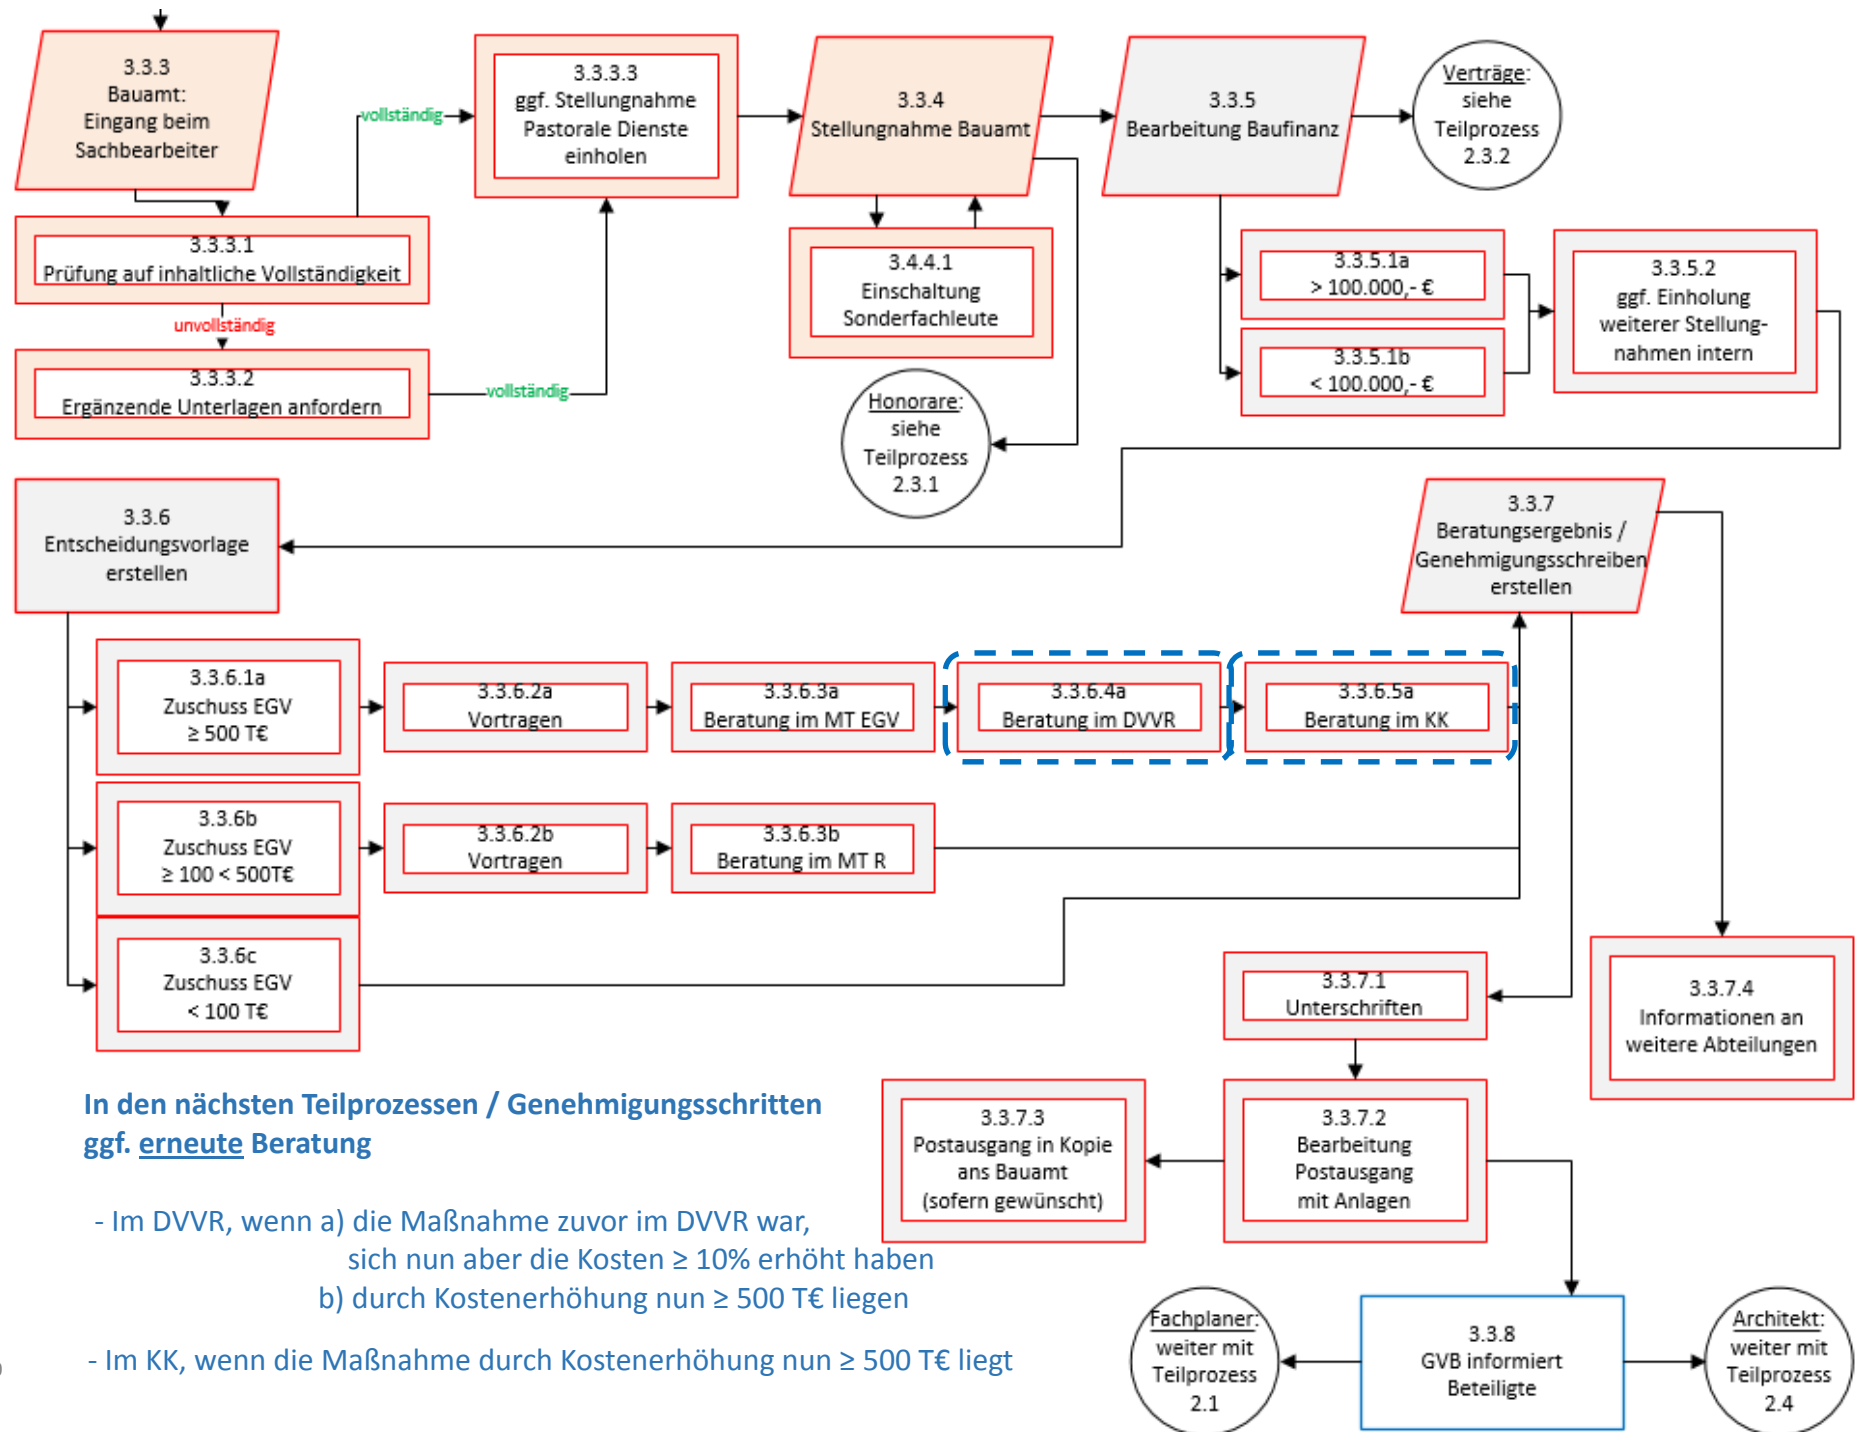 3.3.3
Bauamt:
Eingang beim
Sachbearbeiter
vollständig
3.3.3.3
ggf. Stellungnahme
Pastorale Dienste
einholen
3.3.4
Stellungnahme Bauamt
3.3.5
Bearbeitung Baufinanz
Verträge:
siehe
Teilprozess
2.3.2
3.3.3.1
Prüfung auf inhaltliche Vollständigkeit
unvollständig
3.3.3.2
Ergänzende Unterlagen anfordern
vollständig
3.4.4.1
Einschaltung
Sonderfachleute
Honorare:
siehe
Teilprozess
2.3.1
3.3.5.1a
> 100.000,- €
3.3.5.1b
< 100.000,- €
3.3.5.2
ggf. Einholung
weiterer Stellung-
nahmen intern
3.3.6
Entscheidungsvorlage
erstellen
3.3.7
Beratungsergebnis /
Genehmigungsschreiben
erstellen
3.3.6.1a
Zuschuss EGV
≥ 500 T€
3.3.6.2a
Vortragen
3.3.6.3a
Beratung im MT EGV
3.3.6.4a
Beratung im DVVR
3.3.6.5a
Beratung im KK
3.3.6b
Zuschuss EGV
≥ 100 < 500T€
3.3.6.2b
Vortragen
3.3.6.3b
Beratung im MT R
3.3.6c
Zuschuss EGV
< 100 T€
3.3.7.1
Unterschriften
3.3.7.4
Informationen an
weitere Abteilungen
3.3.7.3
Postausgang in Kopie
ans Bauamt
(sofern gewünscht)
3.3.7.2
Bearbeitung
Postausgang
mit Anlagen
In den nächsten Teilprozessen / Genehmigungsschritten
ggf. erneute Beratung
- Im DVVR, wenn a) die Maßnahme zuvor im DVVR war,
sich nun aber die Kosten ≥ 10% erhöht haben
b) durch Kostenerhöhung nun ≥ 500 T€ liegen
- Im KK, wenn die Maßnahme durch Kostenerhöhung nun ≥ 500 T€ liegt
Fachplaner:
weiter mit
Teilprozess
2.1
3.3.8
GVB informiert
Beteiligte
Architekt:
weiter mit
Teilprozess
2.4